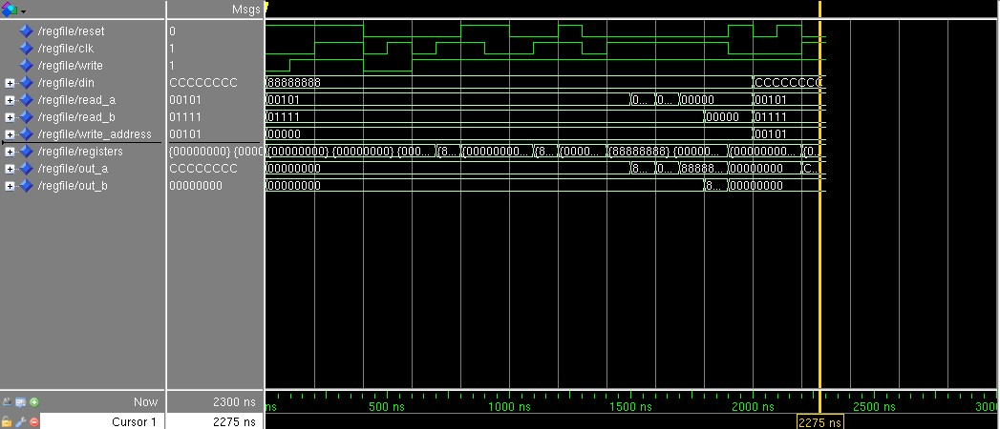 Msgs
/regfile/reset 0
/regfile/clk 1
/regfile/write 1
/regfile/din CCCCCCCC 88888888 CCCCCCCC
/regfile/read_a 00101 00101 0... 0... 00000 00101
/regfile/read_b 01111 01111 00000 01111
/regfile/write_address 00101 00000 00101
/regfile/registers {00000000} {0000 {00000000} {00000000} {000... {8... {00000000... {8... {0000... {88888888} {00000... {00000000... {0...
/regfile/out_a CCCCCCCC 00000000 8... 0... 88888... 00000000 C...
/regfile/out_b 00000000 00000000 8... 00000000
Now 2300 ns ns 500 ns 1000 ns 1500 ns 2000 ns 2500 ns 3000
Cursor 1 2275 ns 2275 ns